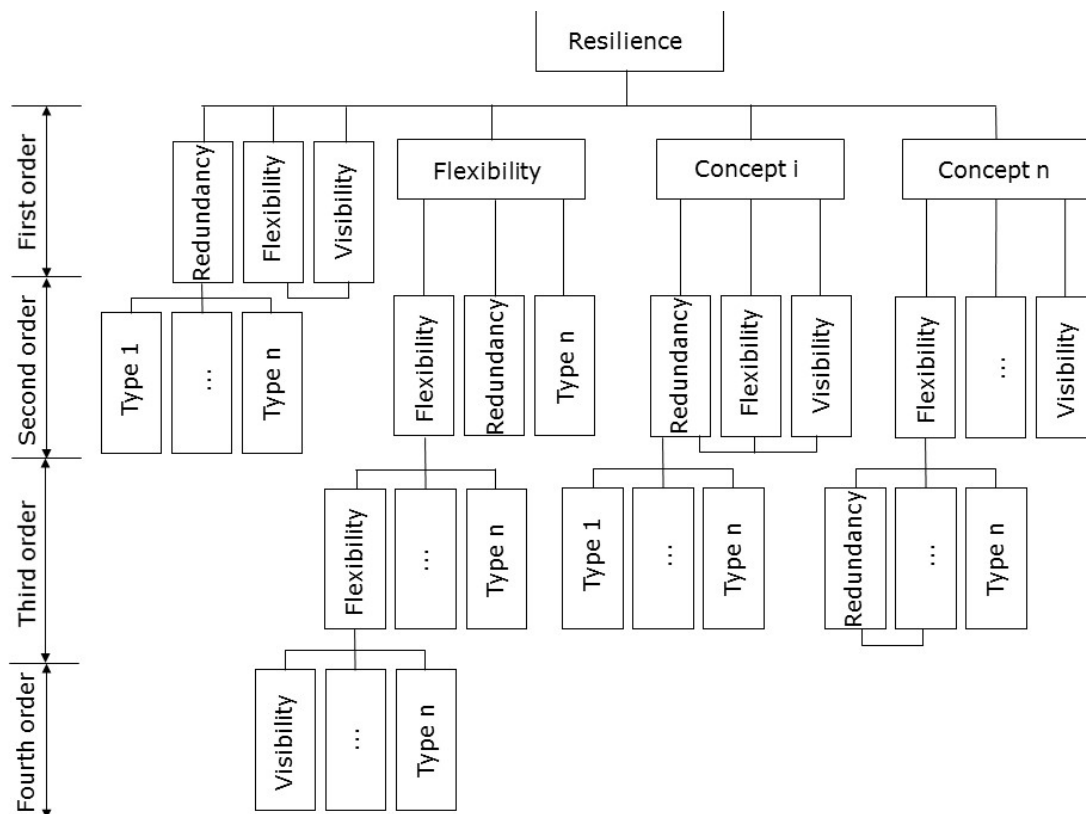 Resilience
First order
Redundancy
Flexibility
Visibility
Flexibility
Concept i
Concept n
Second order
Type 1
...
Type n
Flexibility
Redundancy
Type n
Redundancy
Flexibility
Visibility
Flexibility
...
Visibility
Third order
Flexibility
...
Type n
Type 1
...
Type n
Redundancy
...
Type n
Fourth order
Visibility
...
Type n